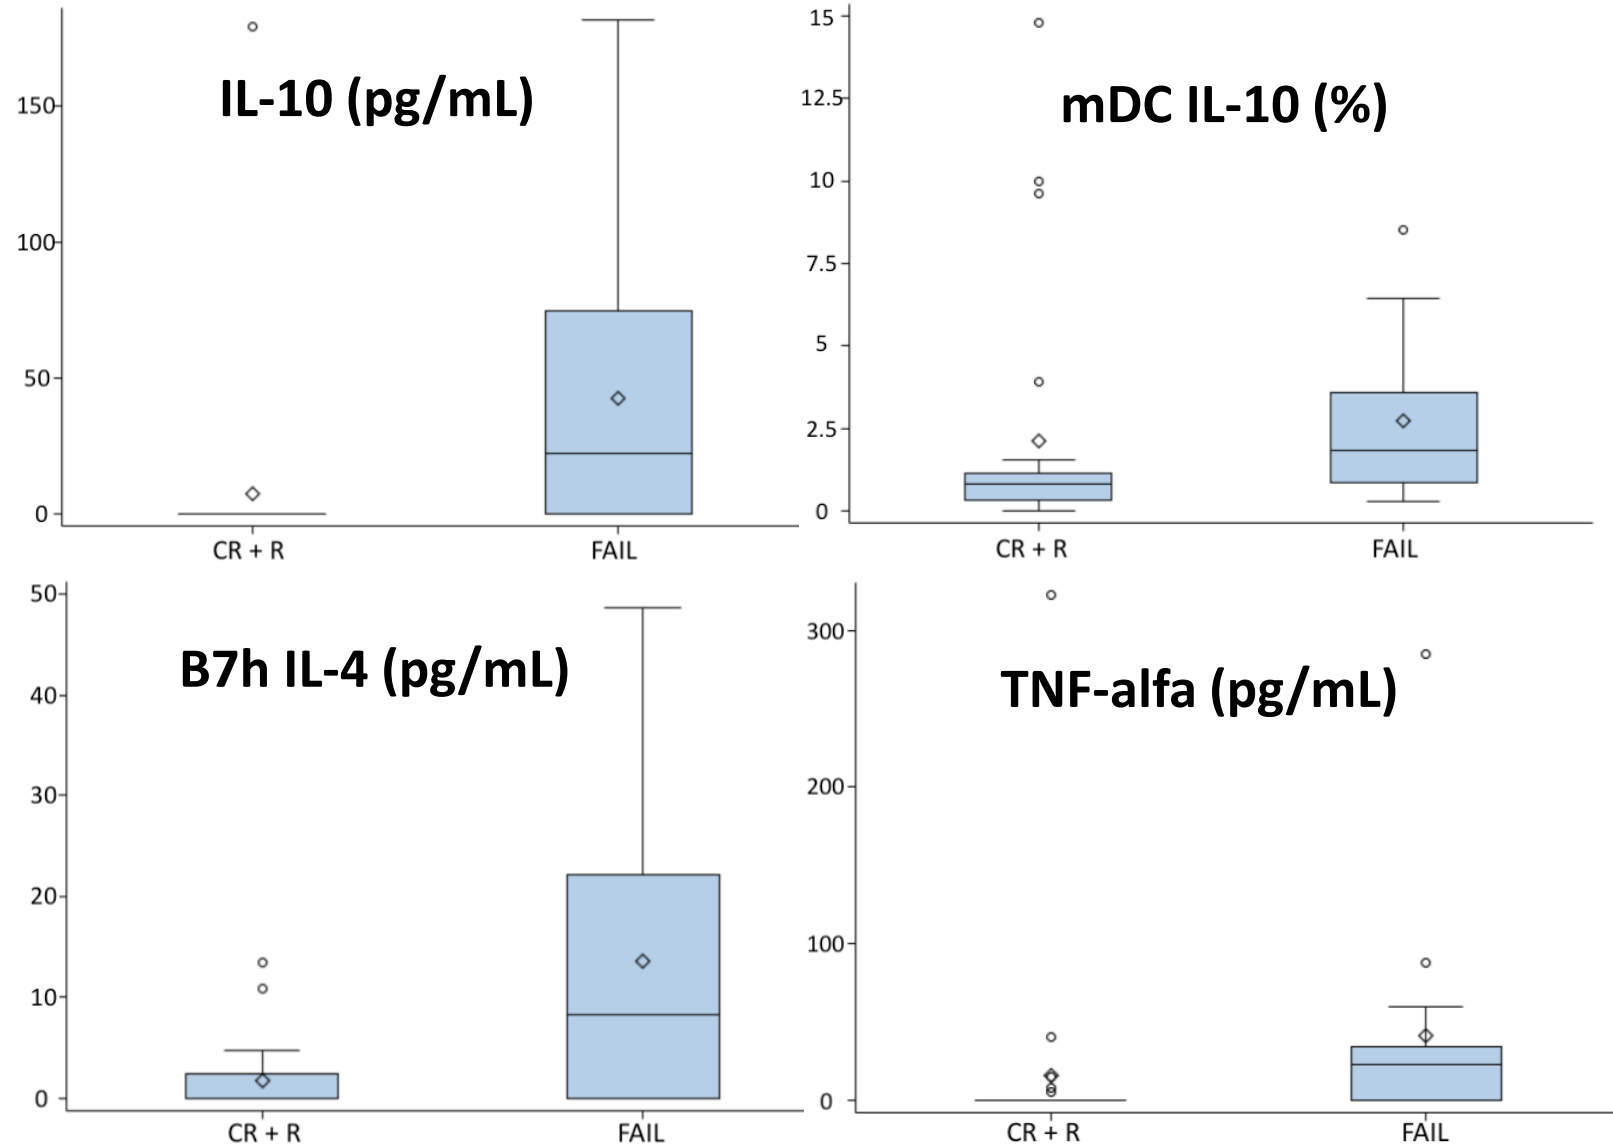 IL-10 (pg/mL)
150
100
50
0
CR + R
FAIL
mDC IL-10 (%)
15
12.5
10
7.5
5
2.5
0
CR + R
FAIL
B7h IL-4 (pg/mL)
50
40
30
20
10
0
CR + R
FAIL
TNF-alfa (pg/mL)
300
200
100
0
CR + R
FAIL